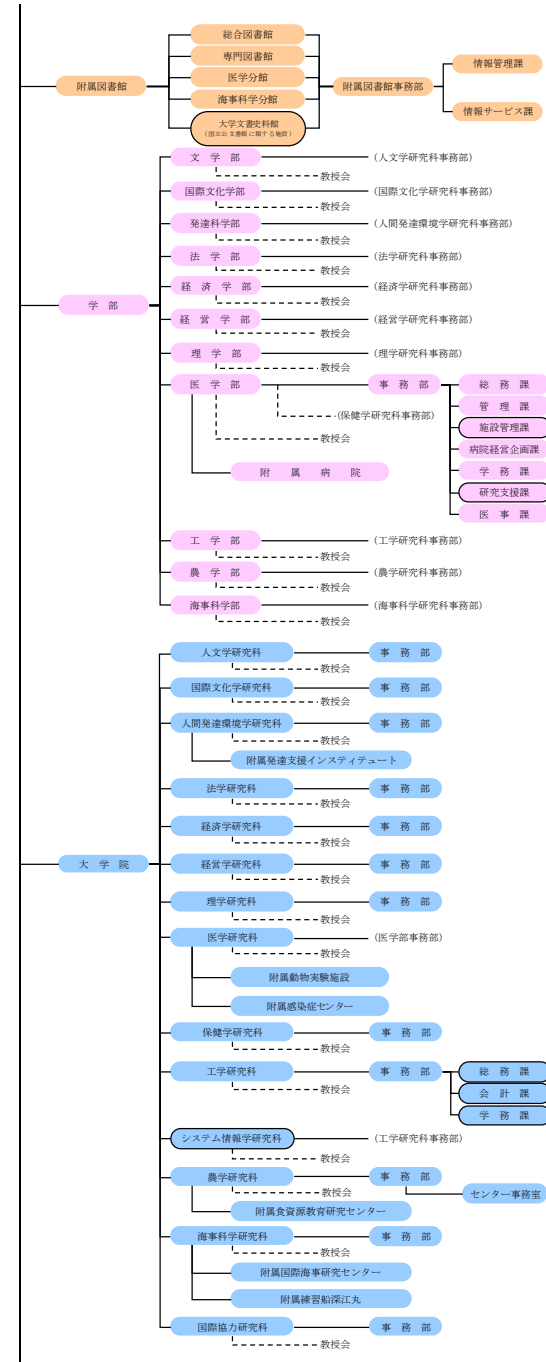 総合図書館
専門図書館
医学分館
海事科学分館
大学文書史料館
(国立公文書館に類する施設)
附属図書館
附属図書館事務部
情報管理課
情報サービス課
学部
文学部
(人文学研究科事務部)
教授会
国際文化学部
(国際文化学研究科事務部)
教授会
発達科学部
(人間発達環境学研究科事務部)
教授会
法学部
(法学研究科事務部)
教授会
経済学部
(経済学研究科事務部)
教授会
経営学部
(経営学研究科事務部)
教授会
理学部
(理学研究科事務部)
教授会
医学部
事務部
総務課
管理課
施設管理課
病院経営企画課
学務課
研究支援課
医事課
(保健学研究科事務部)
教授会
附属病院
工学部
(工学研究科事務部)
教授会
農学部
(農学研究科事務部)
教授会
海事科学部
(海事科学研究科事務部)
教授会
大学院
人文学研究科
事務部
教授会
国際文化学研究科
事務部
教授会
人間発達環境学研究科
事務部
教授会
附属発達支援インスティテュート
法学研究科
事務部
教授会
経済学研究科
事務部
教授会
経営学研究科
事務部
教授会
理学研究科
事務部
教授会
医学研究科
(医学部事務部)
教授会
附属動物実験施設
附属感染症センター
保健学研究科
事務部
教授会
工学研究科
事務部
総務課
会計課
学務課
教授会
システム情報学研究科
(工学研究科事務部)
教授会
農学研究科
事務部
教授会
センター事務室
附属食資源教育研究センター
海事科学研究科
事務部
教授会
附属国際海事研究センター
附属練習船深江丸
国際協力研究科
事務部
教授会